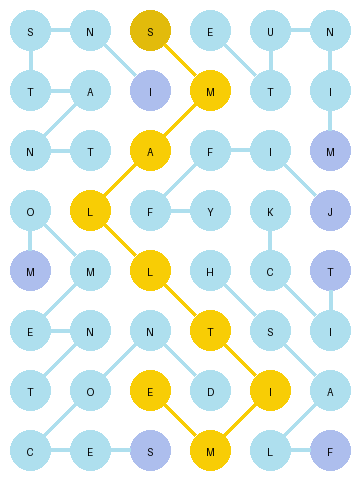 S N S E U N
T A I M T I
N T A F I M
O L F Y K J
M M L H C T
E N N T S I
T O E D I A
C E S M L F